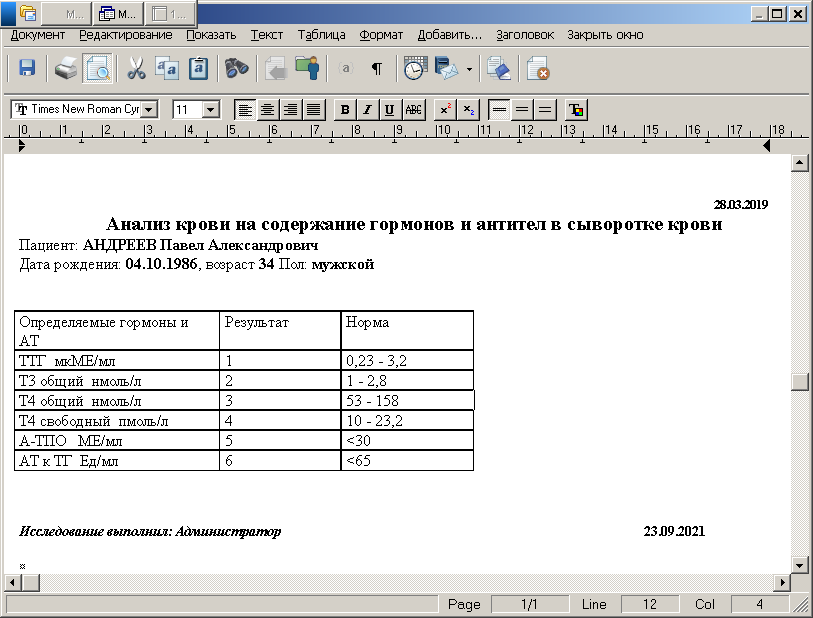 М... М... 1...
Документ Редактирование Показать Текст Таблица Формат Добавить... Заголовок Закрыть окно
Times New Roman Cyr 11 B I U ABC x² x₂ T
0 1 2 3 4 5 6 7 8 9 10 11 12 13 14 15 16 17 18
28.03.2019
Анализ крови на содержание гормонов и антител в сыворотке крови
Пациент: АНДРЕЕВ Павел Александрович
Дата рождения: 04.10.1986, возраст 34 Пол: мужской
Определяемые гормоны и АТ Результат Норма
ТТГ мкМЕ/мл 1 0,23 - 3,2
Т3 общий нмоль/л 2 1 - 2,8
Т4 общий нмоль/л 3 53 - 158
Т4 свободный пмоль/л 4 10 - 23,2
А-ТПО МЕ/мл 5 <30
АТ к ТГ Ед/мл 6 <65
Исследование выполнил: Администратор 23.09.2021
Page 1/1 Line 12 Col 4